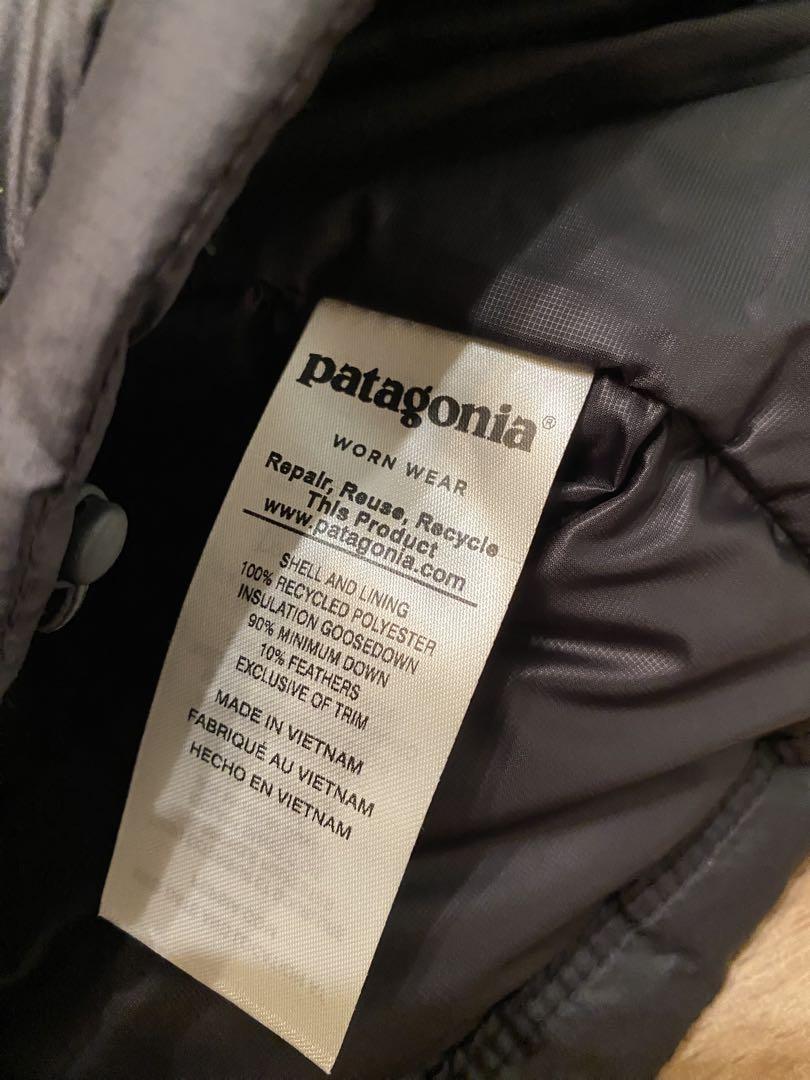 patagonia®
WORN WEAR
Repair, Reuse, Recycle
This Product
www.patagonia.com
SHELL AND LINING
100% RECYCLED POLYESTER
INSULATION GOOSEDOWN
90% MINIMUM DOWN
10% FEATHERS
EXCLUSIVE OF TRIM
MADE IN VIETNAM
FABRIQUÉ AU VIETNAM
HECHO EN VIETNAM